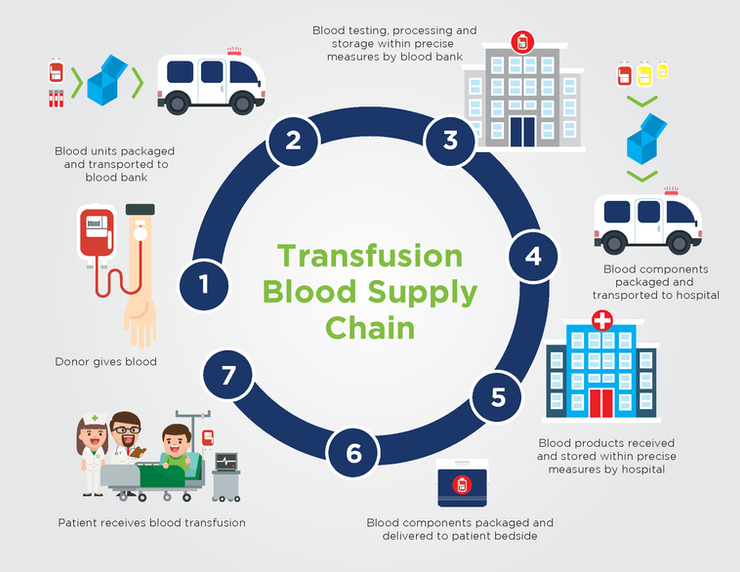 Transfusion
Blood Supply
Chain
1
Donor gives blood
blood
2
Blood units packaged
and transported to
blood bank
3
Blood testing, processing and
storage within precise
measures by blood bank
4
Blood components
packaged and
transported to hospital
5
Blood products received
and stored within precise
measures by hospital
6
Blood components packaged and
delivered to patient bedside
7
Patient receives blood transfusion